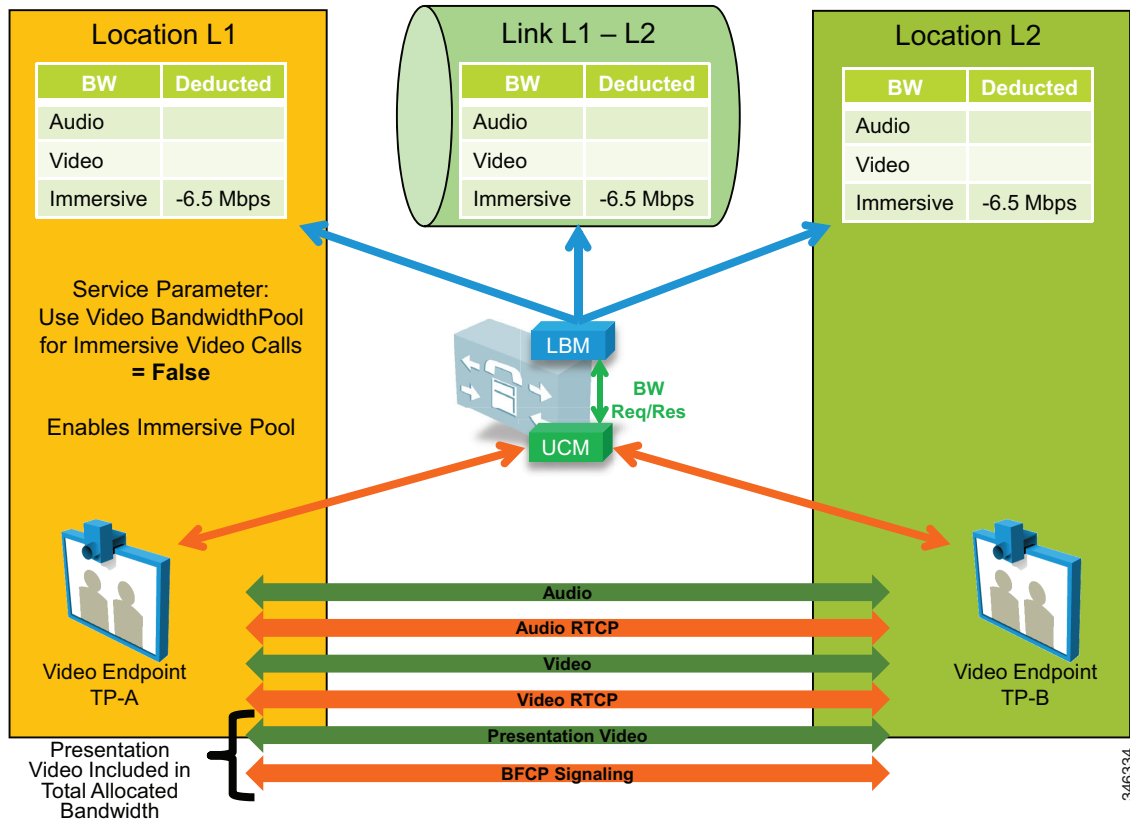 Location L1
BW Deducted
Audio
Video
Immersive -6.5 Mbps
Service Parameter:
Use Video BandwidthPool
for Immersive Video Calls
= False
Enables Immersive Pool
Link L1 – L2
BW Deducted
Audio
Video
Immersive -6.5 Mbps
Location L2
BW Deducted
Audio
Video
Immersive -6.5 Mbps
LBM
BW
Req/Res
UCM
Video Endpoint
TP-A
Video Endpoint
TP-B
Audio
Audio RTCP
Video
Video RTCP
Presentation Video
BFCP Signaling
Presentation
Video Included in
Total Allocated
Bandwidth
346334